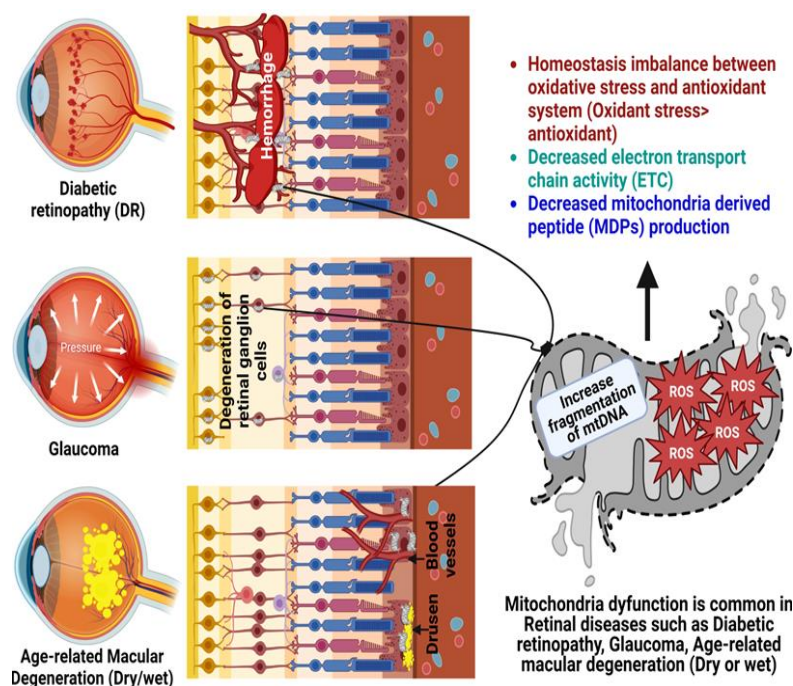 Diabetic
retinopathy (DR)
Hemorrhage
• Homeostasis imbalance between
oxidative stress and antioxidant
system (Oxidant stress>
antioxidant)
• Decreased electron transport
chain activity (ETC)
• Decreased mitochondria derived
peptide (MDPs) production
Pressure
Glaucoma
Degeneration of
retinal ganglion
cells
Increase
fragmentation
of mtDNA
ROS
ROS
ROS
ROS
Age-related Macular
Degeneration (Dry/wet)
Blood
vessels
Drusen
Mitochondria dyfunction is common in
Retinal diseases such as Diabetic
retinopathy, Glaucoma, Age-related
macular degeneration (Dry or wet)